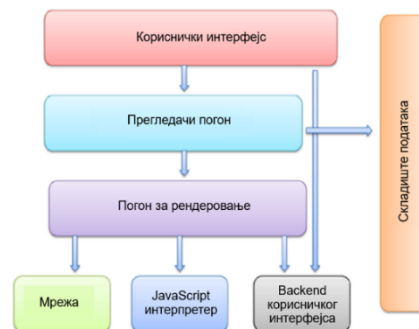 Кориснички интерфејс
Прегледачи погон
Погон за рендеровање
Мрежа
JavaScript
интерпретер
Backend
корисничког
интерфејса
Складиште података